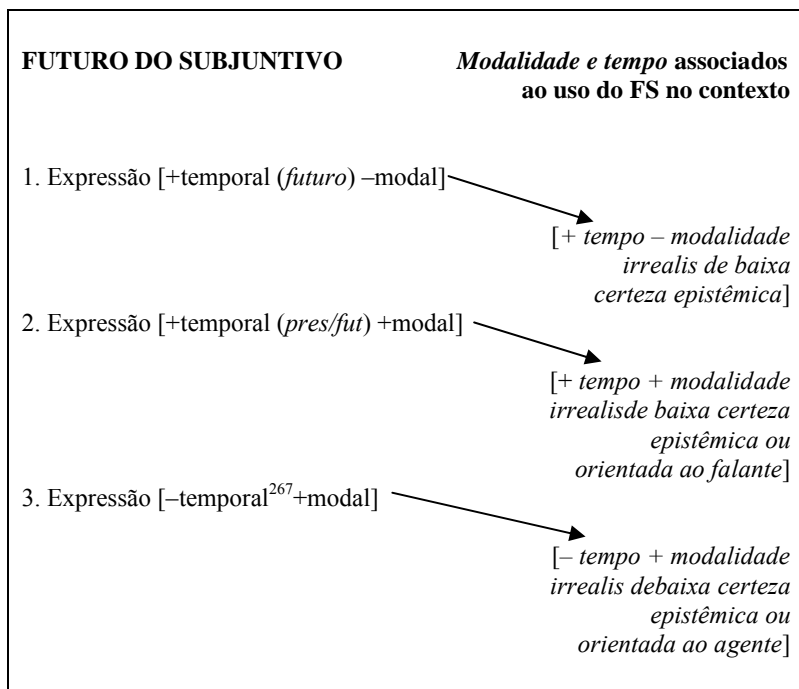 FUTURO DO SUBJUNTIVO Modalidade e tempo associados
ao uso do FS no contexto
1. Expressão [+temporal (futuro) –modal]
[+ tempo – modalidade
irrealis de baixa
certeza epistêmica]
2. Expressão [+temporal (pres/fut) +modal]
[+ tempo + modalidade
irrealisde baixa certeza
epistêmica ou
orientada ao falante]
3. Expressão [–temporal267+modal]
[– tempo + modalidade
irrealis debaixa certeza
epistêmica ou
orientada ao agente]